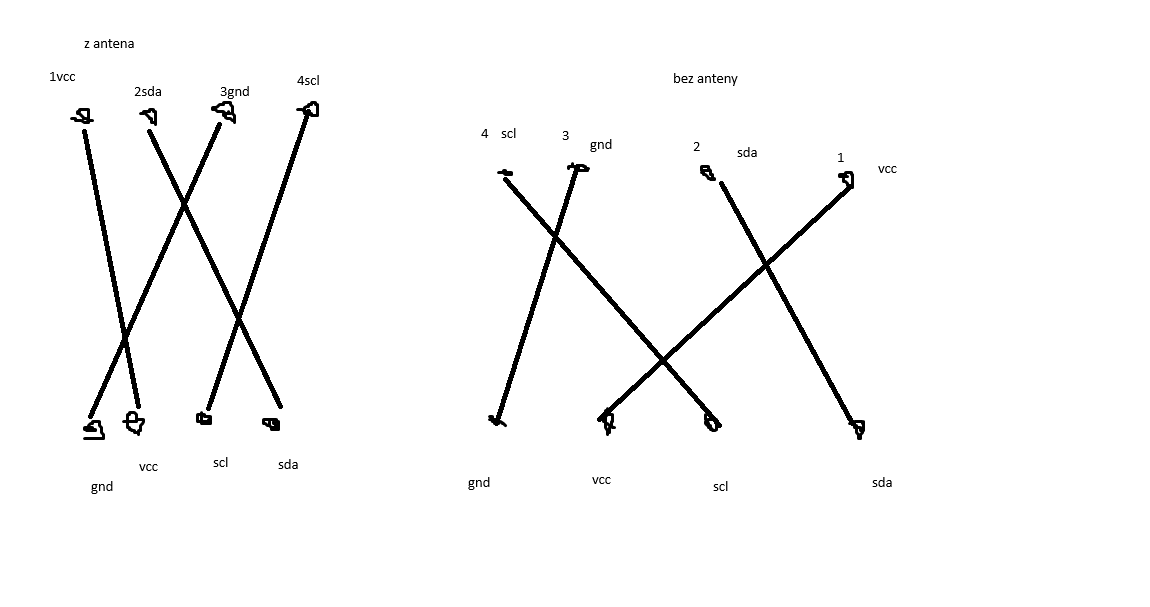 z antena
1vcc
2sda
3gnd
4scl
gnd
vcc
scl
sda
bez anteny
4 scl
3 gnd
2 sda
1 vcc
gnd
vcc
scl
sda